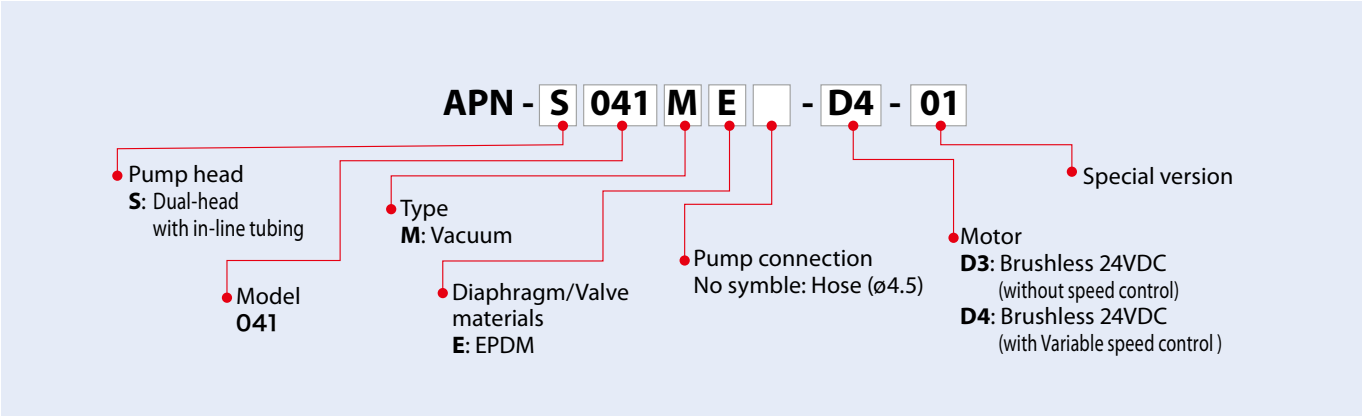 APN - S 041 M E - D4 - 01
Pump head
S: Dual-head
with in-line tubing
Model
041
Type
M: Vacuum
Diaphragm/Valve
materials
E: EPDM
Pump connection
No symble: Hose (ø4.5)
Motor
D3: Brushless 24VDC
(without speed control)
D4: Brushless 24VDC
(with Variable speed control )
Special version